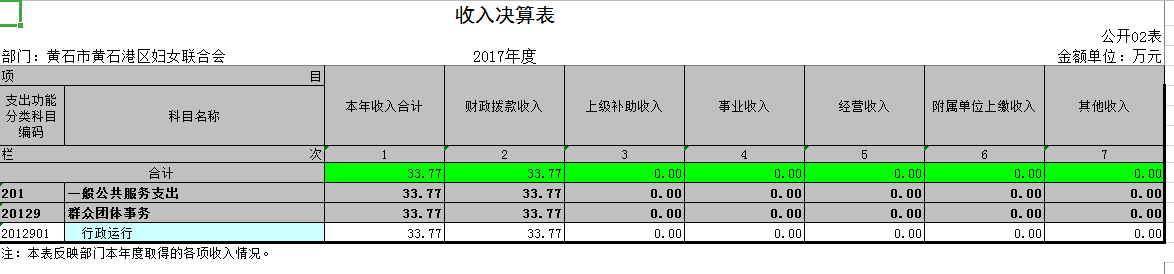 收入决算表
公开02表
部门：黄石市黄石港区妇女联合会 2017年度 金额单位：万元
项 目 本年收入合计 财政拨款收入 上级补助收入 事业收入 经营收入 附属单位上缴收入 其他收入
支出功能分类科目编码 科目名称
栏 次 1 2 3 4 5 6 7
合计 33.77 33.77 0.00 0.00 0.00 0.00 0.00
201 一般公共服务支出 33.77 33.77 0.00 0.00 0.00 0.00 0.00
20129 群众团体事务 33.77 33.77 0.00 0.00 0.00 0.00 0.00
2012901 行政运行 33.77 33.77 0.00 0.00 0.00 0.00 0.00
注：本表反映部门本年度取得的各项收入情况。